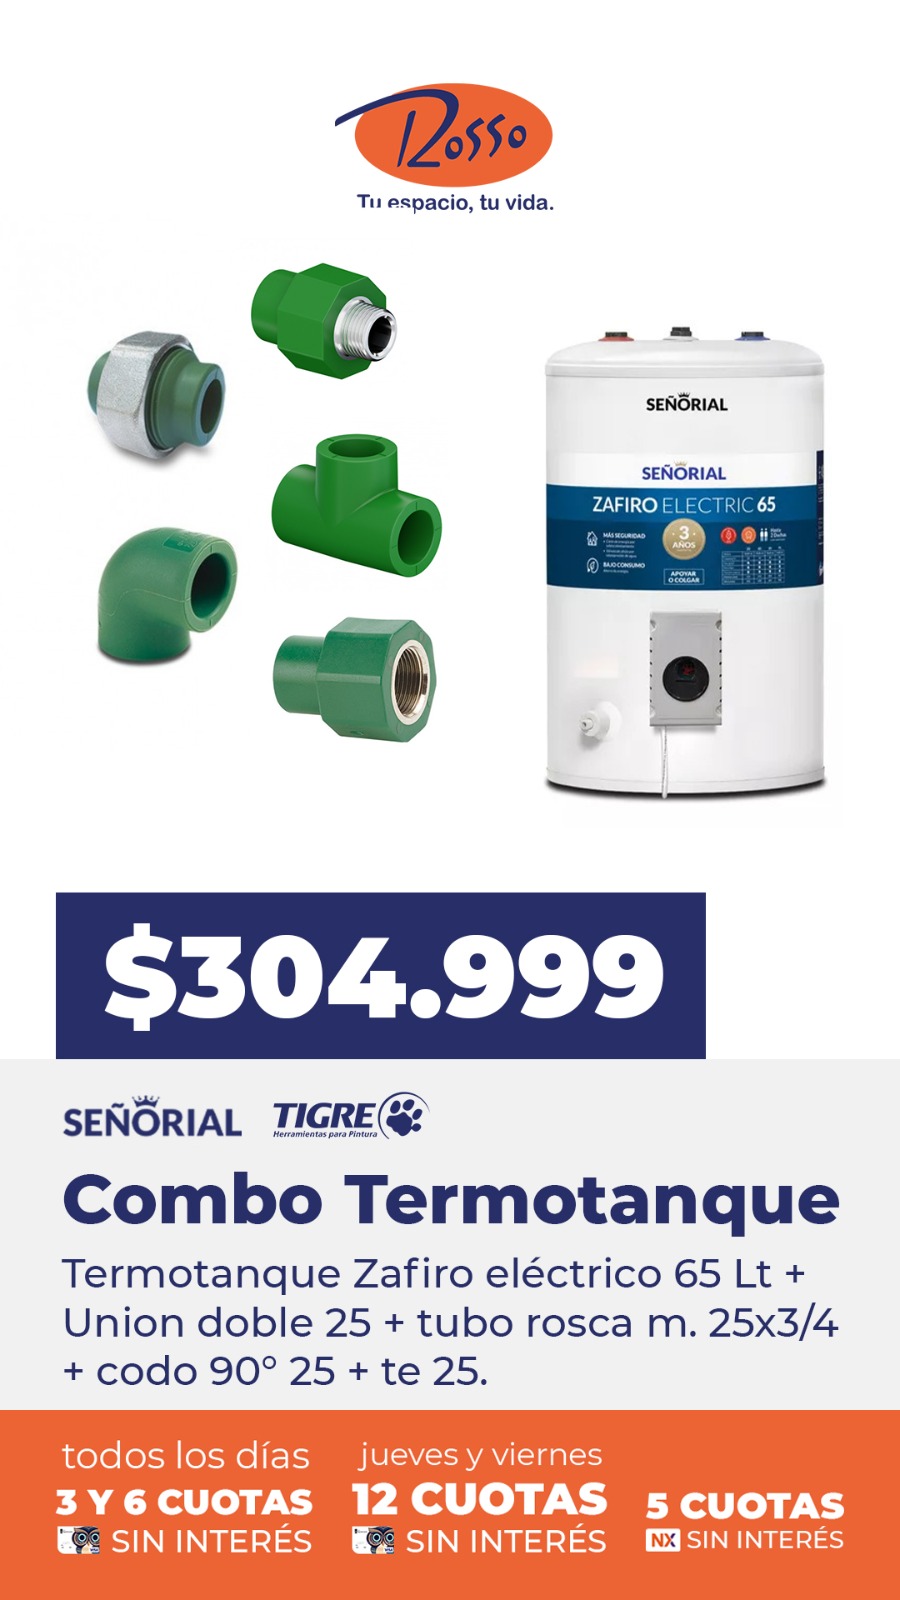 Rosso
Tu espacio, tu vida.
SEÑORIAL
SEÑORIAL
ZAFIRO ELECTRIC 65
MÁS SEGURIDAD
3
AÑOS
BAJO CONSUMO
APOYAR
O COLGAR
$304.999
SEÑORIAL TIGRE
Herramientas para Pintura
Combo Termotanque
Termotanque Zafiro eléctrico 65 Lt +
Union doble 25 + tubo rosca m. 25x3/4
+ codo 90° 25 + te 25.
todos los días
3 Y 6 CUOTAS
SIN INTERÉS
jueves y viernes
12 CUOTAS
SIN INTERÉS
5 CUOTAS
NX SIN INTERÉS